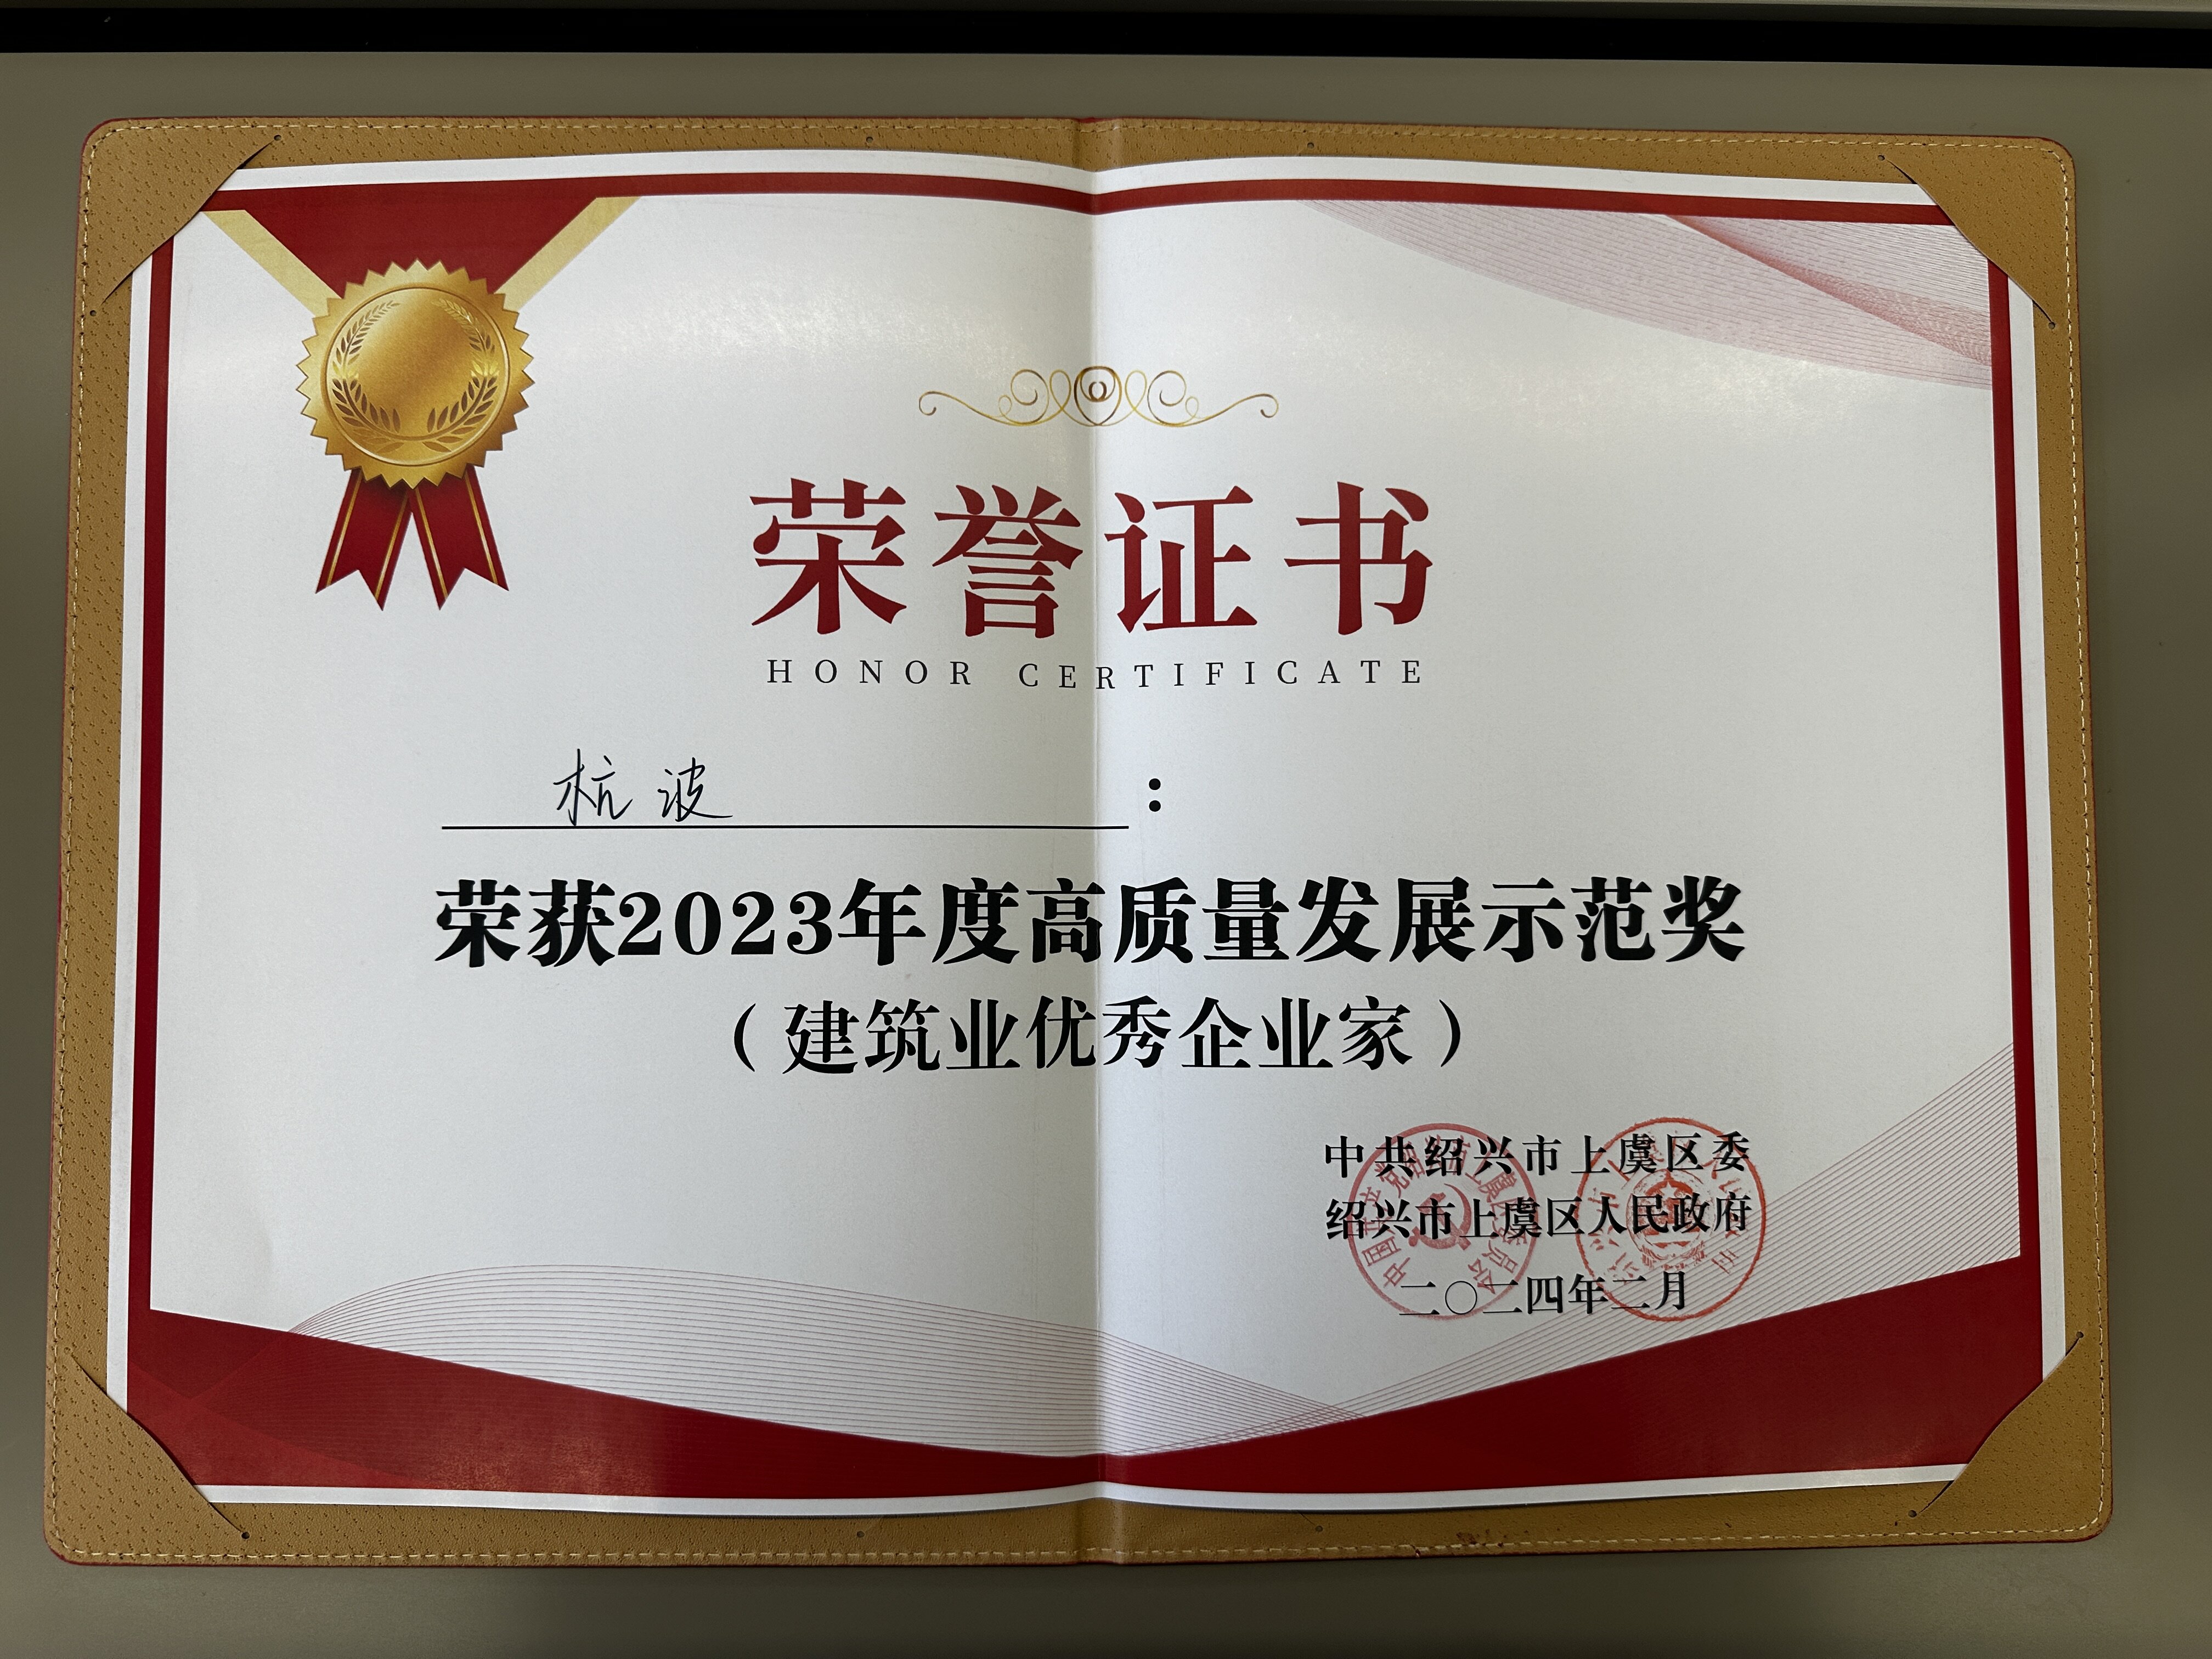 荣誉证书
HONOR CERTIFICATE
杭波：
荣获2023年度高质量发展示范奖
（建筑业优秀企业家）
中共绍兴市上虞区委
绍兴市上虞区人民政府
二〇二四年二月